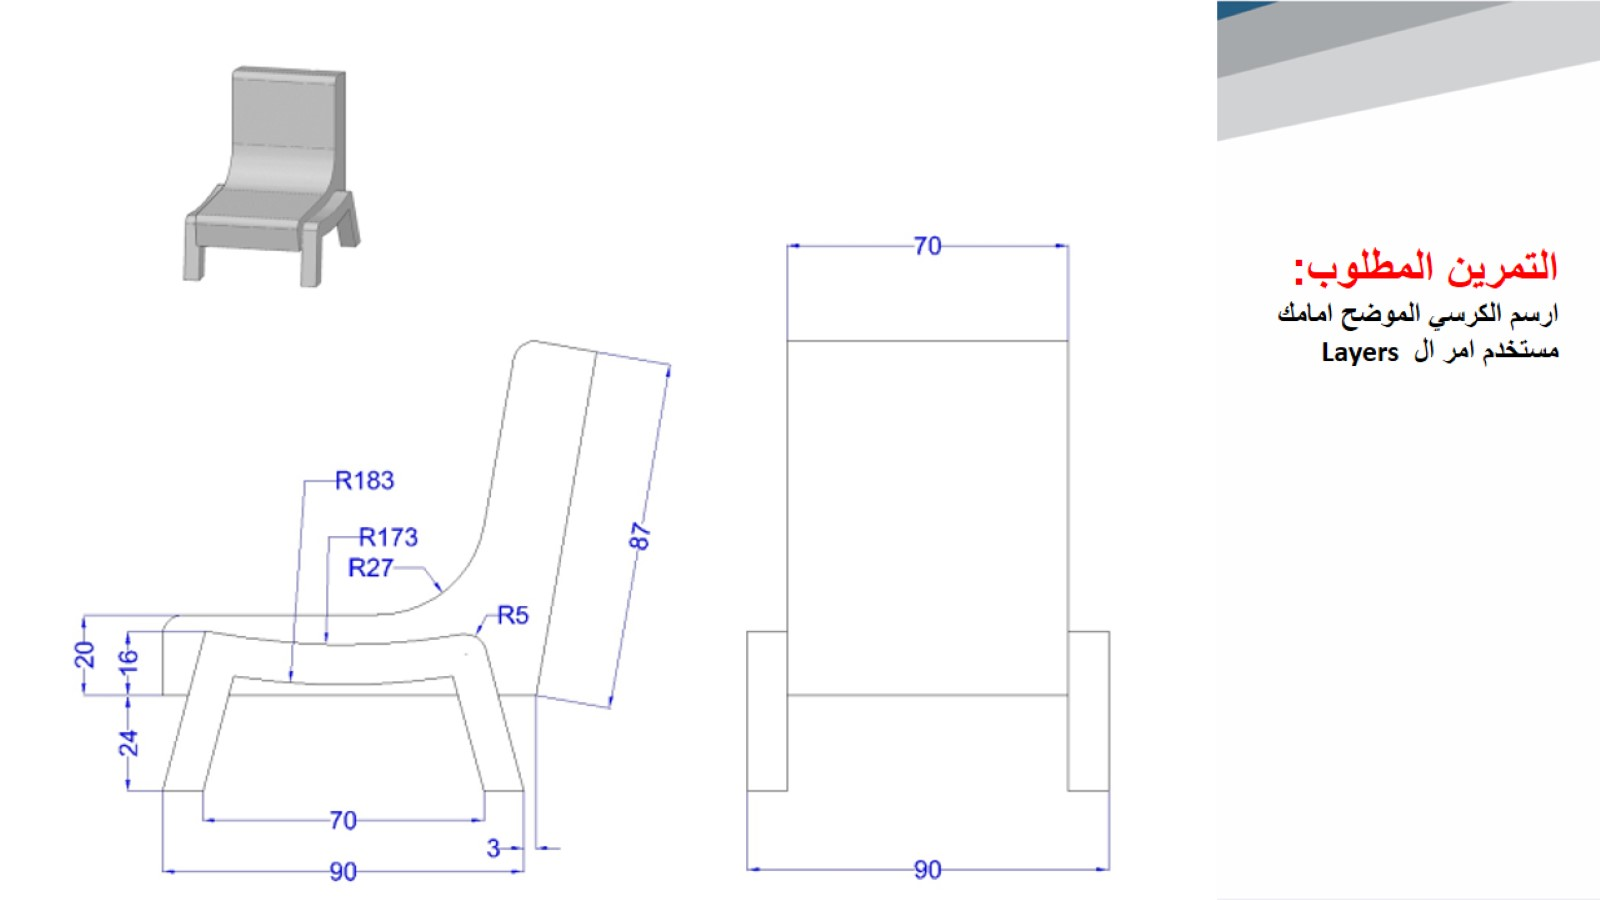 التمرين المطلوب:
ارسم الكرسي الموضح امامك
مستخدم امر ال Layers
70
R183
R173
R27
87
R5
20
16
24
70
3
90
90